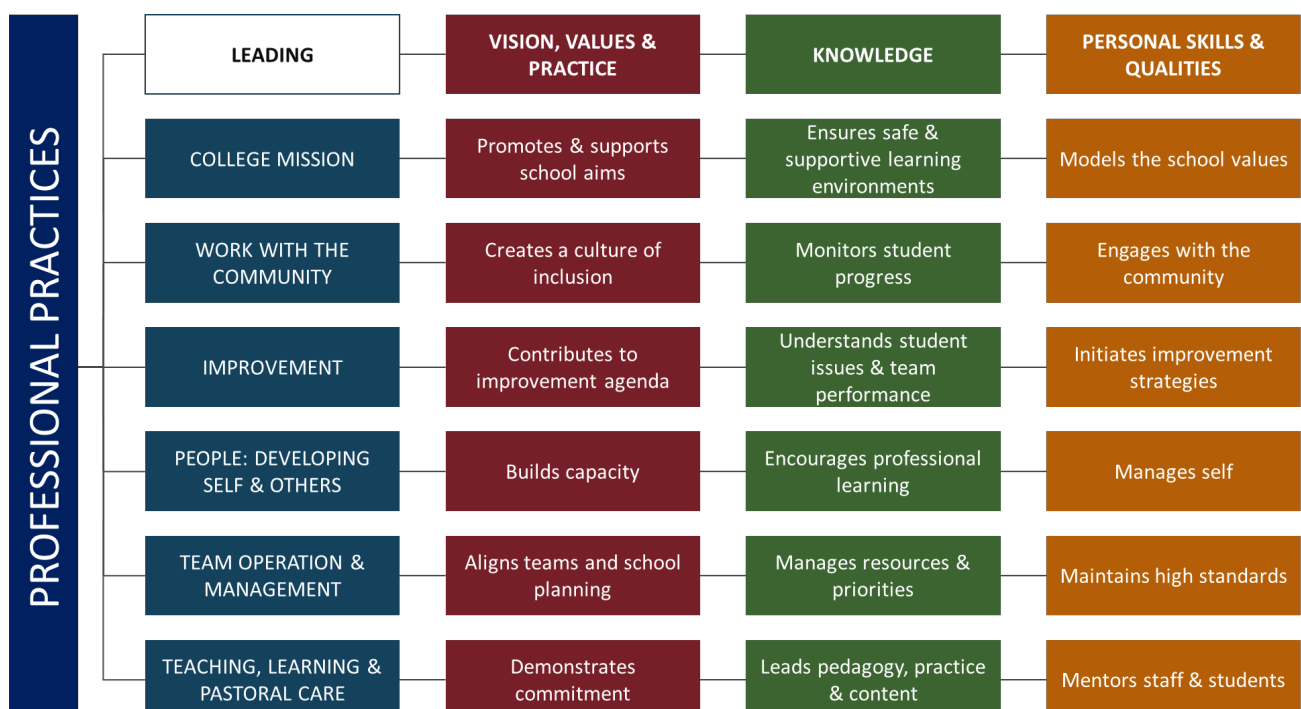 PROFESSIONAL PRACTICES
LEADING
VISION, VALUES &
PRACTICE
KNOWLEDGE
PERSONAL SKILLS &
QUALITIES
COLLEGE MISSION
Promotes & supports
school aims
Ensures safe &
supportive learning
environments
Models the school values
WORK WITH THE
COMMUNITY
Creates a culture of
inclusion
Monitors student
progress
Engages with the
community
IMPROVEMENT
Contributes to
improvement agenda
Understands student
issues & team
performance
Initiates improvement
strategies
PEOPLE: DEVELOPING
SELF & OTHERS
Builds capacity
Encourages professional
learning
Manages self
TEAM OPERATION &
MANAGEMENT
Aligns teams and school
planning
Manages resources &
priorities
Maintains high standards
TEACHING, LEARNING &
PASTORAL CARE
Demonstrates
commitment
Leads pedagogy, practice
& content
Mentors staff & students